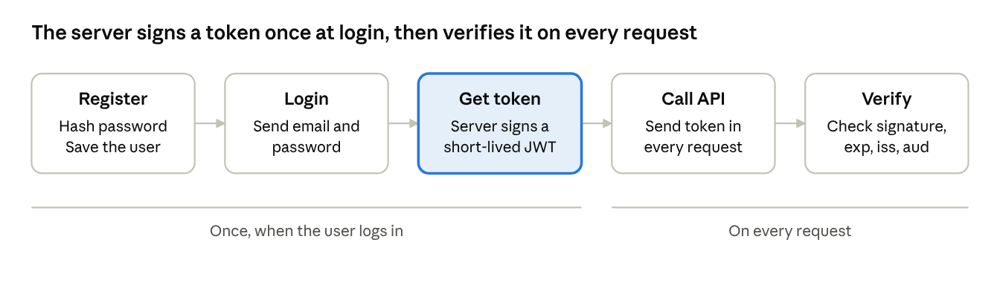 The server signs a token once at login, then verifies it on every request
Register
Hash password
Save the user
Login
Send email and
password
Get token
Server signs a
short-lived JWT
Call API
Send token in
every request
Verify
Check signature,
exp, iss, aud
Once, when the user logs in
On every request